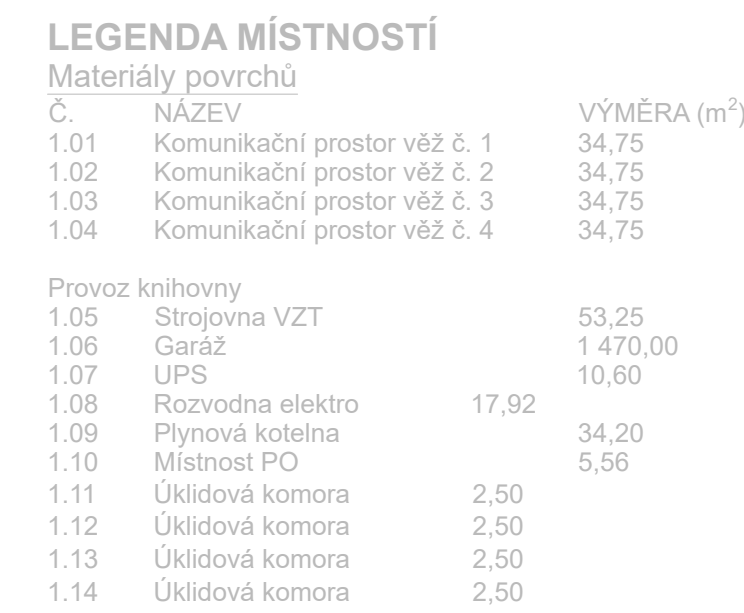 LEGENDA MÍSTNOSTÍ
Materiály povrchů
Č. NÁZEV VÝMĚRA (m²)
1.01 Komunikační prostor věž č. 1 34,75
1.02 Komunikační prostor věž č. 2 34,75
1.03 Komunikační prostor věž č. 3 34,75
1.04 Komunikační prostor věž č. 4 34,75
Provoz knihovny
1.05 Strojovna VZT 53,25
1.06 Garáž 1 470,00
1.07 UPS 10,60
1.08 Rozvodna elektro 17,92
1.09 Plynová kotelna 34,20
1.10 Místnost PO 5,56
1.11 Úklidová komora 2,50
1.12 Úklidová komora 2,50
1.13 Úklidová komora 2,50
1.14 Úklidová komora 2,50